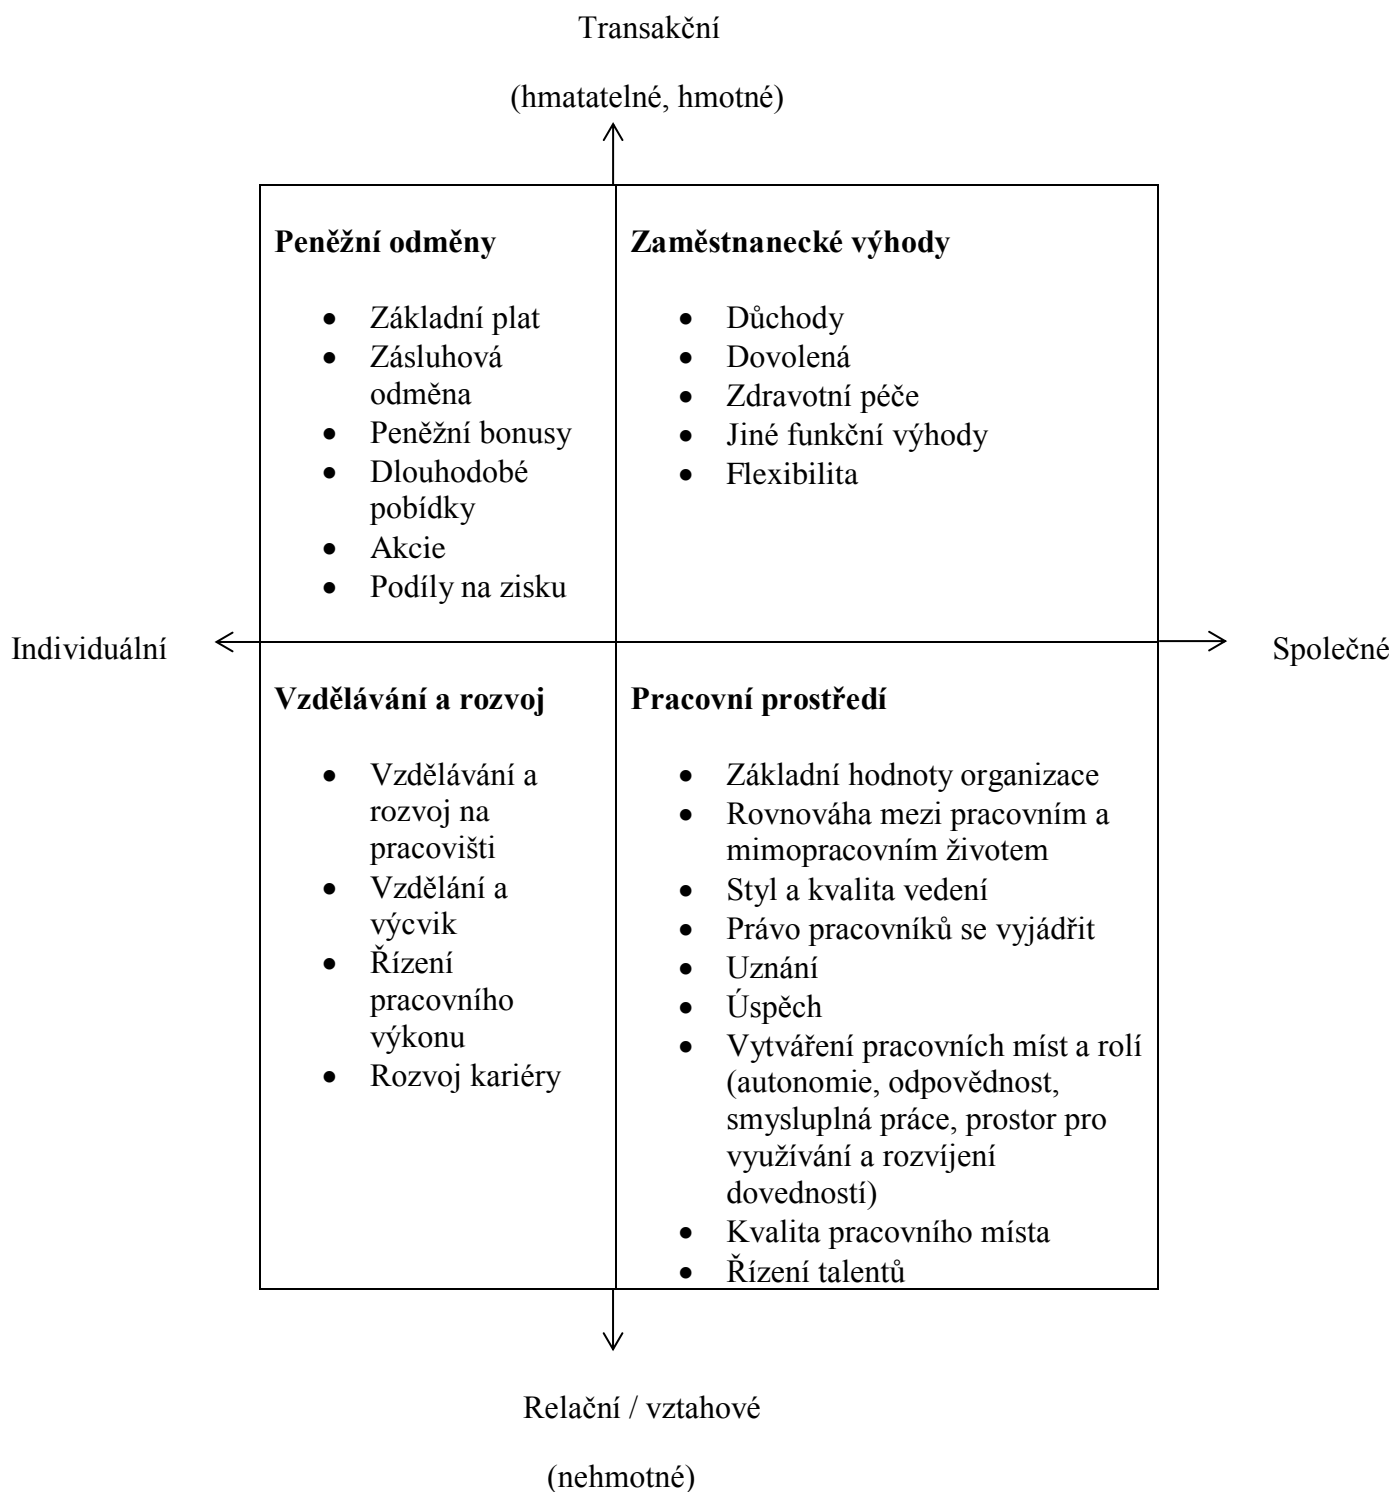 Transakční
(hmatatelné, hmotné)
Peněžní odměny
• Základní plat
• Zásluhová
odměna
• Peněžní bonusy
• Dlouhodobé
pobídky
• Akcie
• Podíly na zisku
Zaměstnanecké výhody
• Důchody
• Dovolená
• Zdravotní péče
• Jiné funkční výhody
• Flexibilita
Individuální
Společné
Vzdělávání a rozvoj
• Vzdělávání a
rozvoj na
pracovišti
• Vzdělání a
výcvik
• Řízení
pracovního
výkonu
• Rozvoj kariéry
Pracovní prostředí
• Základní hodnoty organizace
• Rovnováha mezi pracovním a
mimopracovním životem
• Styl a kvalita vedení
• Právo pracovníků se vyjádřit
• Uznání
• Úspěch
• Vytváření pracovních míst a rolí
(autonomie, odpovědnost,
smysluplná práce, prostor pro
využívání a rozvíjení
dovedností)
• Kvalita pracovního místa
• Řízení talentů
Relační / vztahové
(nehmotné)